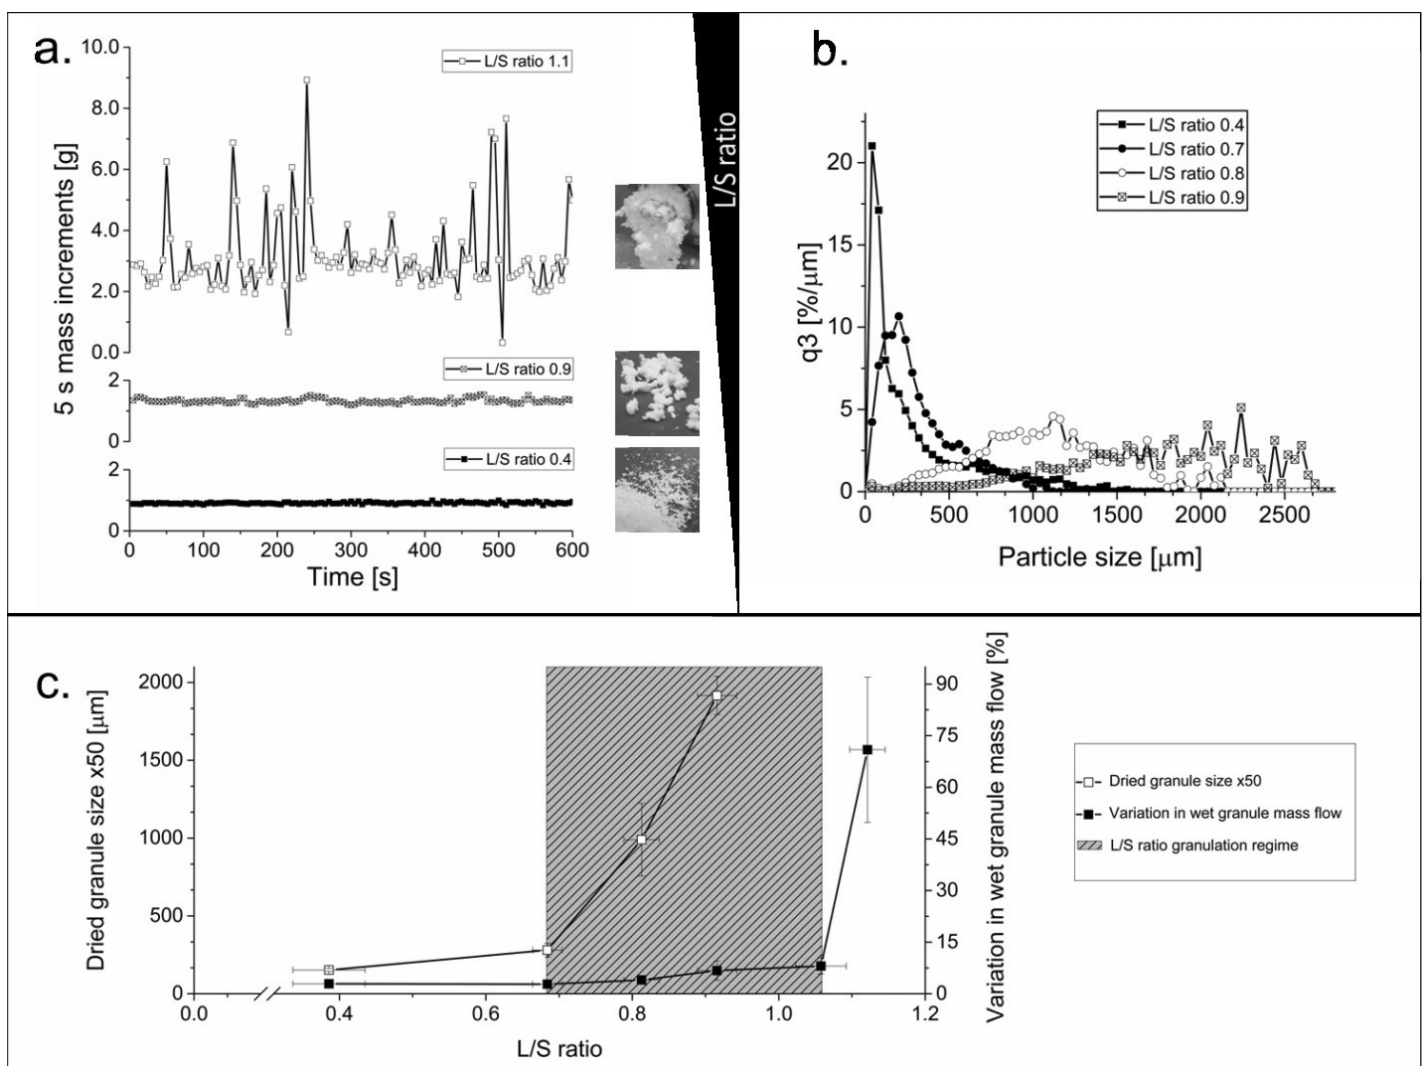 a.
10.0
8.0
6.0
4.0
2.0
0.0
5 s mass increments [g]
L/S ratio 1.1
2
0
L/S ratio 0.9
2
0
L/S ratio 0.4
0 100 200 300 400 500 600
Time [s]
L/S ratio
b.
L/S ratio 0.4
L/S ratio 0.7
L/S ratio 0.8
L/S ratio 0.9
20
15
10
5
0
q3 [%/μm]
0 500 1000 1500 2000 2500
Particle size [μm]
c.
2000
1500
1000
500
0
Dried granule size x50 [μm]
90
75
60
45
30
15
0
Variation in wet granule mass flow [%]
0.0 0.4 0.6 0.8 1.0 1.2
L/S ratio
Dried granule size x50
Variation in wet granule mass flow
L/S ratio granulation regime